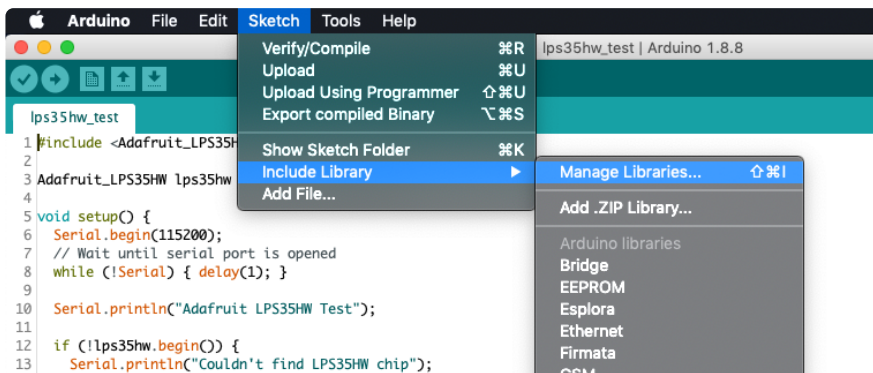 Arduino File Edit Sketch Tools Help
lps35hw_test | Arduino 1.8.8
Verify/Compile ⌘R
Upload ⌘U
Upload Using Programmer ⇧⌘U
Export compiled Binary ⌥⌘S
Show Sketch Folder ⌘K
Include Library ▶
Add File...
Manage Libraries... ⇧⌘I
Add .ZIP Library...
Arduino libraries
Bridge
EEPROM
Esplora
Ethernet
Firmata
GSM
lps35hw_test
1 #include <Adafruit_LPS35H
2
3 Adafruit_LPS35HW lps35hw
4
5 void setup() {
6 Serial.begin(115200);
7 // Wait until serial port is opened
8 while (!Serial) { delay(1); }
9
10 Serial.println("Adafruit LPS35HW Test");
11
12 if (!lps35hw.begin()) {
13 Serial.println("Couldn't find LPS35HW chip");